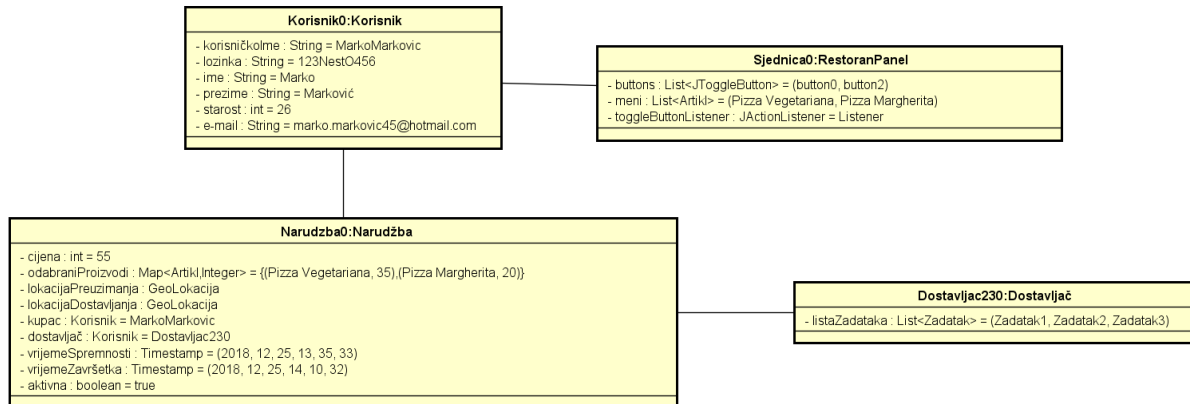 Korisnik0:Korisnik
- korisničkoIme : String = MarkoMarkovic
- lozinka : String = 123NestO456
- ime : String = Marko
- prezime : String = Marković
- starost : int = 26
- e-mail : String = marko.markovic45@hotmail.com
Sjednica0:RestoranPanel
- buttons : List<JToggleButton> = (button0, button2)
- meni : List<Artikl> = (Pizza Vegetariana, Pizza Margherita)
- toggleButtonListener : JActionListener = Listener
Narudzba0:Narudžba
- cijena : int = 55
- odabraniProizvodi : Map<Artikl,Integer> = {(Pizza Vegetariana, 35),(Pizza Margherita, 20)}
- lokacijaPreuzimanja : GeoLokacija
- lokacijaDostavljanja : GeoLokacija
- kupac : Korisnik = MarkoMarkovic
- dostavljač : Korisnik = Dostavljac230
- vrijemeSpremnosti : Timestamp = (2018, 12, 25, 13, 35, 33)
- vrijemeZavršetka : Timestamp = (2018, 12, 25, 14, 10, 32)
- aktivna : boolean = true
Dostavljac230:Dostavljač
- listaZadataka : List<Zadatak> = (Zadatak1, Zadatak2, Zadatak3)